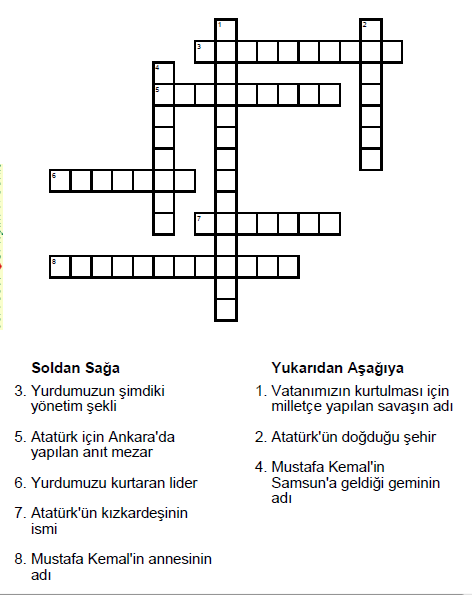 1
2
3
4
5
6
7
8
Soldan Sağa
3. Yurdumuzun şimdiki
yönetim şekli
5. Atatürk için Ankara'da
yapılan anıt mezar
6. Yurdumuzu kurtaran lider
7. Atatürk'ün kızkardeşinin
ismi
8. Mustafa Kemal'in annesinin
adı
Yukarıdan Aşağıya
1. Vatanımızın kurtulması için
milletçe yapılan savaşın adı
2. Atatürk'ün doğduğu şehir
4. Mustafa Kemal'in
Samsun'a geldiği geminin
adı